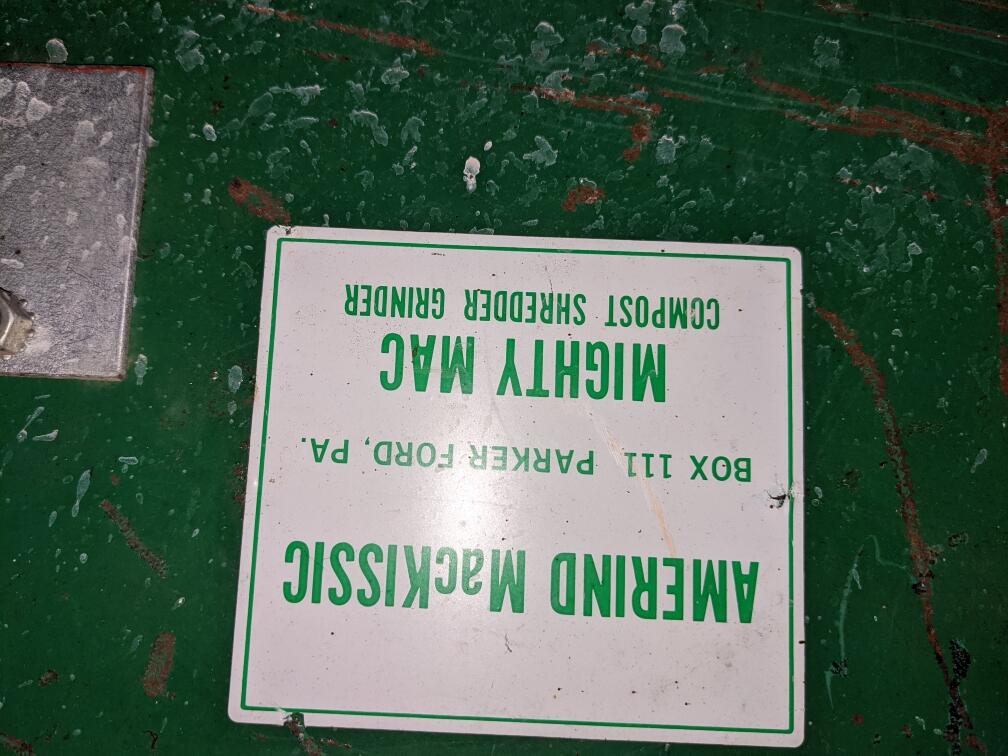 AMERIND MacKISSIC
BOX 111 PARKER FORD, PA.
MIGHTY MAC
COMPOST SHREDDER GRINDER